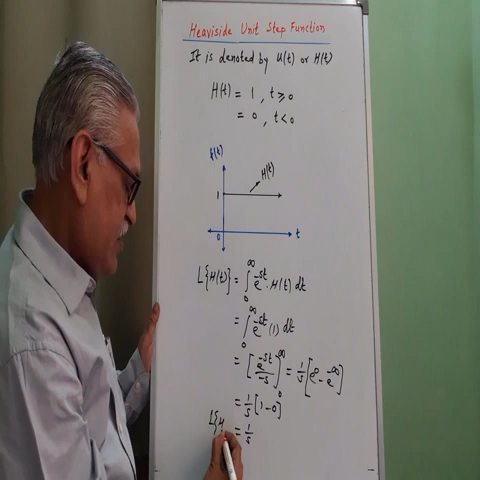 Heaviside Unit Step Function
It is denoted by U(t) or H(t)
H(t) = 1 , t ≥ 0
= 0 , t < 0
f(t)
H(t)
1
0
t
L{H(t)} = ∫₀^∞ e^-st . H(t) dt
= ∫₀^∞ e^-st (1) dt
= [e^-st / -s]₀^∞ = 1/s [e^0 - e^-∞]
= 1/s [1 - 0]
L{H = 1/s